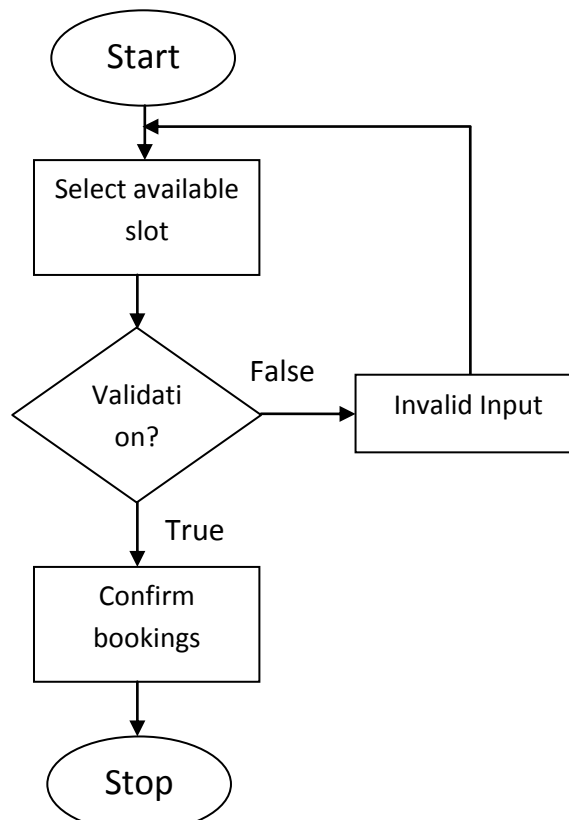 Start
Select available
slot
False
Validati
on?
Invalid Input
True
Confirm
bookings
Stop